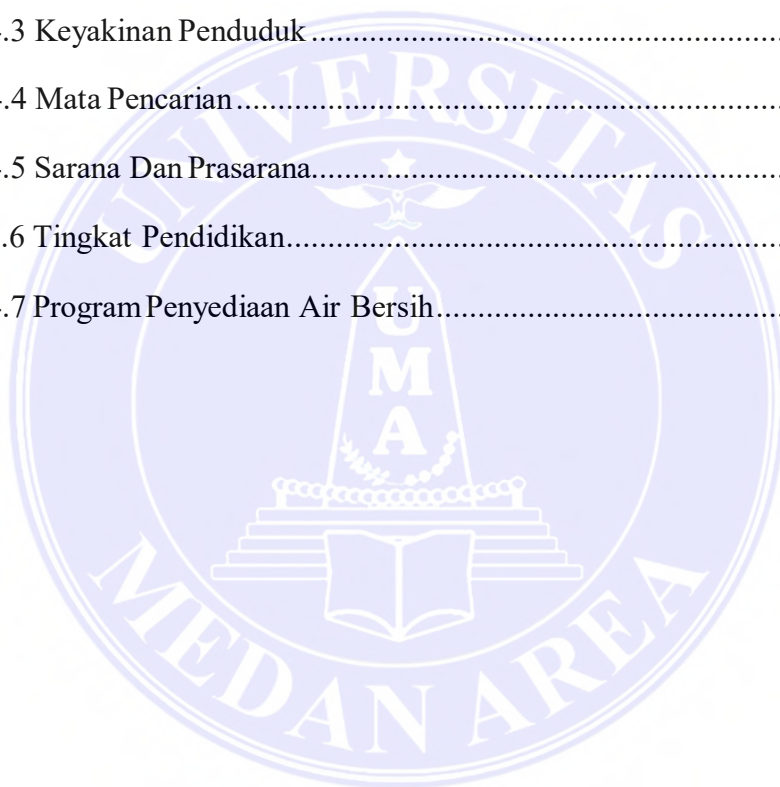 .3 Keyakinan Penduduk
.4 Mata Pencarian
.5 Sarana Dan Prasarana
.6 Tingkat Pendidikan
.7 Program Penyediaan Air Bersih
UNIVERSITAS
UMA
MEDAN AREA